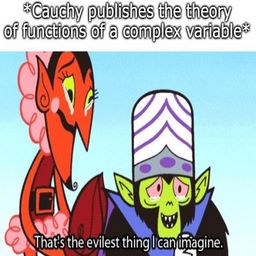 *Cauchy publishes the theory
of functions of a complex variable*
That's the evilest thing I can imagine.